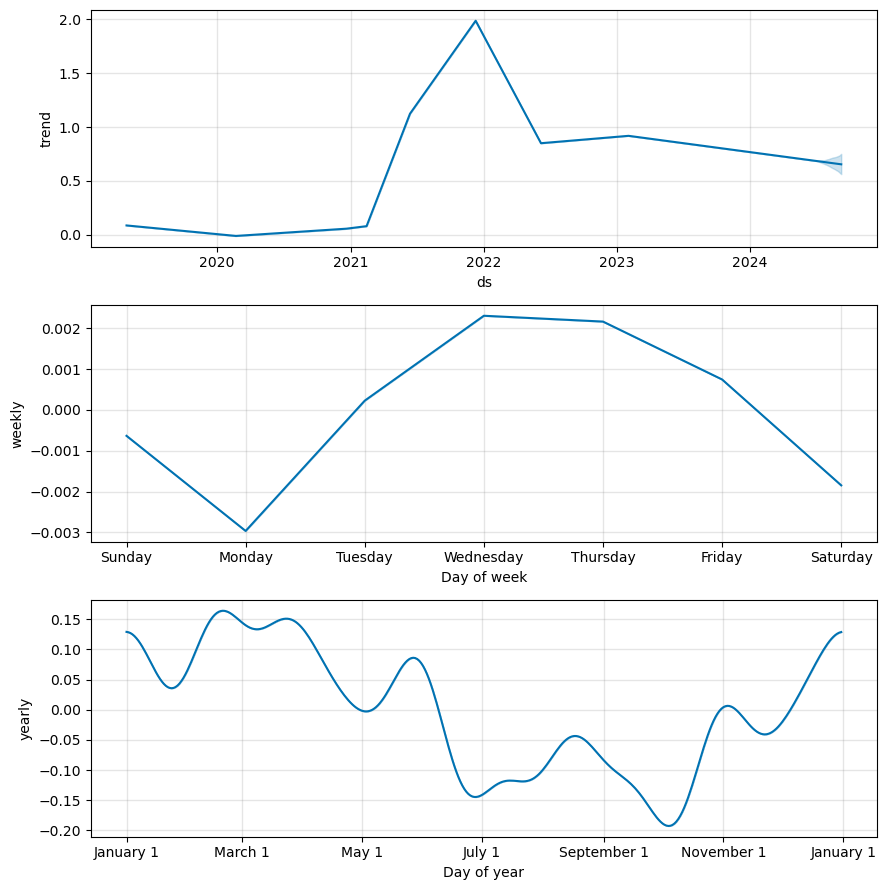 2.0
1.5
1.0
0.5
0.0
trend
2020 2021 2022 2023 2024
ds
0.002
0.001
0.000
−0.001
−0.002
−0.003
weekly
Sunday Monday Tuesday Wednesday Thursday Friday Saturday
Day of week
0.15
0.10
0.05
0.00
−0.05
−0.10
−0.15
−0.20
yearly
January 1 March 1 May 1 July 1 September 1 November 1 January 1
Day of year